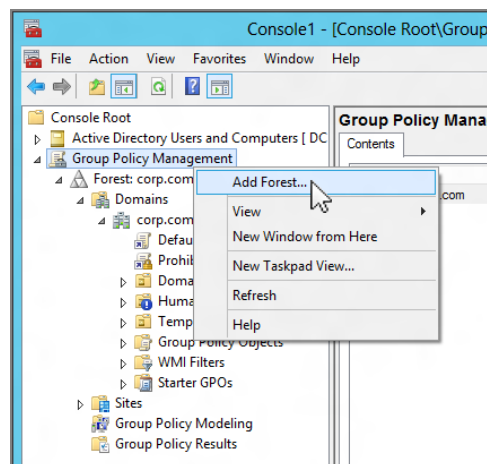 Console1 - [Console Root\Group
File Action View Favorites Window Help
Console Root
Active Directory Users and Computers [ DC
Group Policy Management
Forest: corp.com
Domains
corp.com
Defau
Prohib
Doma
Huma
Temp
Group Policy Objects
WMI Filters
Starter GPOs
Sites
Group Policy Modeling
Group Policy Results
Add Forest...
View
New Window from Here
New Taskpad View...
Refresh
Help
Group Policy Mana
Contents
.com